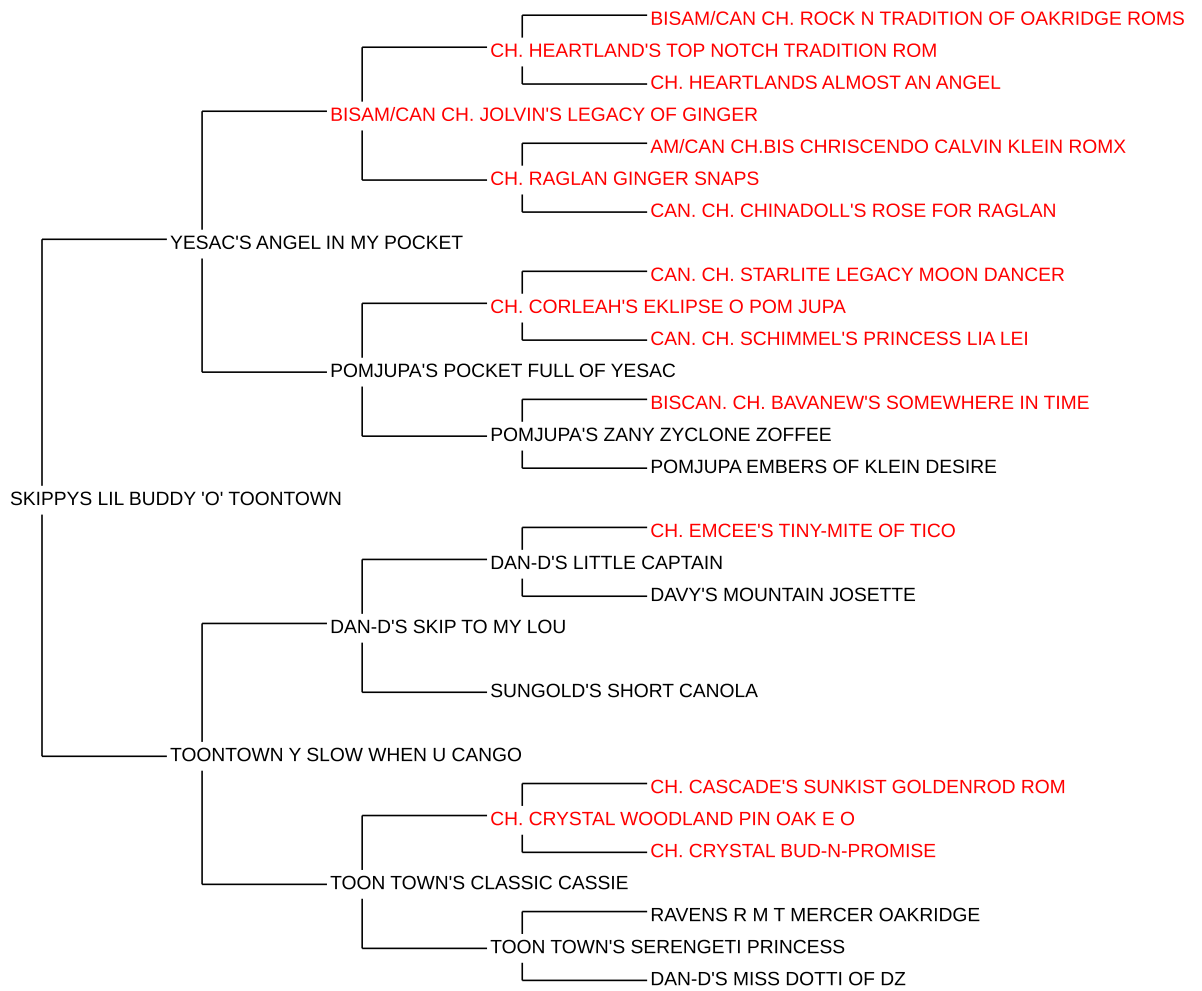 BISAM/CAN CH. ROCK N TRADITION OF OAKRIDGE ROMS
CH. HEARTLAND'S TOP NOTCH TRADITION ROM
CH. HEARTLANDS ALMOST AN ANGEL
BISAM/CAN CH. JOLVIN'S LEGACY OF GINGER
AM/CAN CH.BIS CHRISCENDO CALVIN KLEIN ROMX
CH. RAGLAN GINGER SNAPS
CAN. CH. CHINADOLL'S ROSE FOR RAGLAN
YESAC'S ANGEL IN MY POCKET
CAN. CH. STARLITE LEGACY MOON DANCER
CH. CORLEAH'S EKLIPSE O POM JUPA
CAN. CH. SCHIMMEL'S PRINCESS LIA LEI
POMJUPA'S POCKET FULL OF YESAC
BISCAN. CH. BAVANEW'S SOMEWHERE IN TIME
POMJUPA'S ZANY ZYCLONE ZOFFEE
POMJUPA EMBERS OF KLEIN DESIRE
SKIPPYS LIL BUDDY 'O' TOONTOWN
CH. EMCEE'S TINY-MITE OF TICO
DAN-D'S LITTLE CAPTAIN
DAVY'S MOUNTAIN JOSETTE
DAN-D'S SKIP TO MY LOU
SUNGOLD'S SHORT CANOLA
TOONTOWN Y SLOW WHEN U CANGO
CH. CASCADE'S SUNKIST GOLDENROD ROM
CH. CRYSTAL WOODLAND PIN OAK E O
CH. CRYSTAL BUD-N-PROMISE
TOON TOWN'S CLASSIC CASSIE
RAVENS R M T MERCER OAKRIDGE
TOON TOWN'S SERENGETI PRINCESS
DAN-D'S MISS DOTTI OF DZ